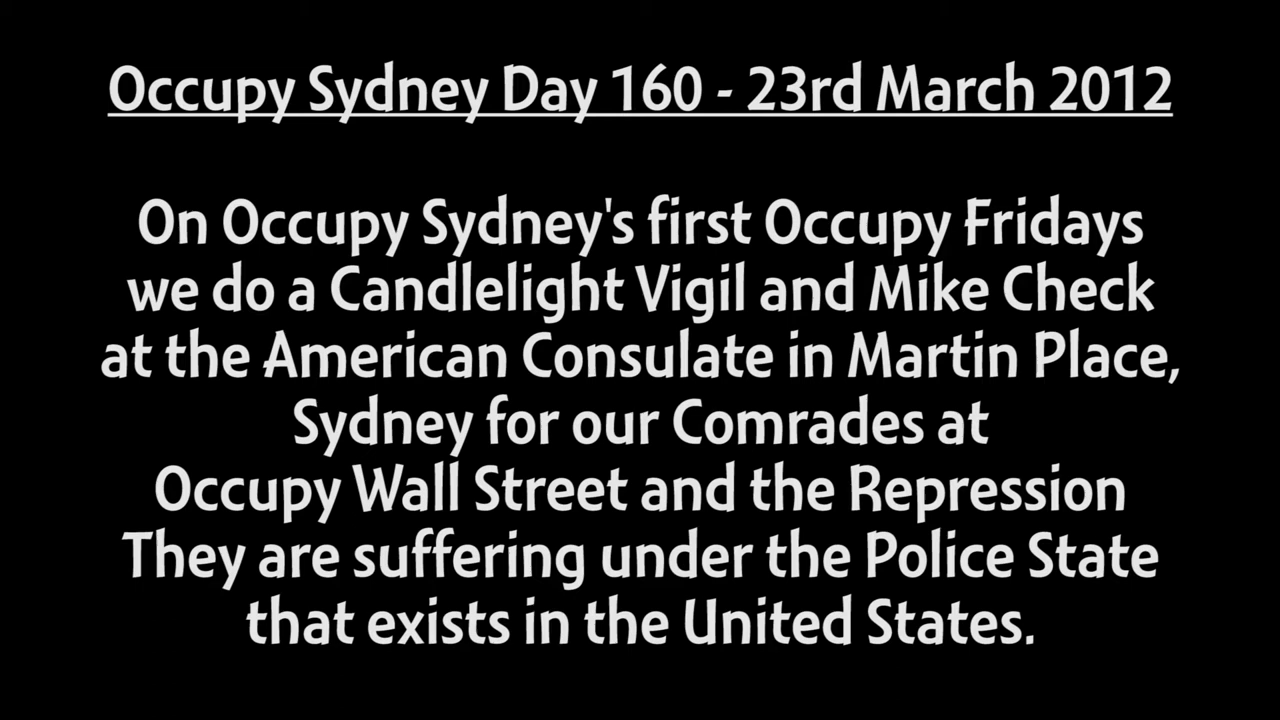 Occupy Sydney Day 160 - 23rd March 2012
On Occupy Sydney's first Occupy Fridays
we do a Candlelight Vigil and Mike Check
at the American Consulate in Martin Place,
Sydney for our Comrades at
Occupy Wall Street and the Repression
They are suffering under the Police State
that exists in the United States.